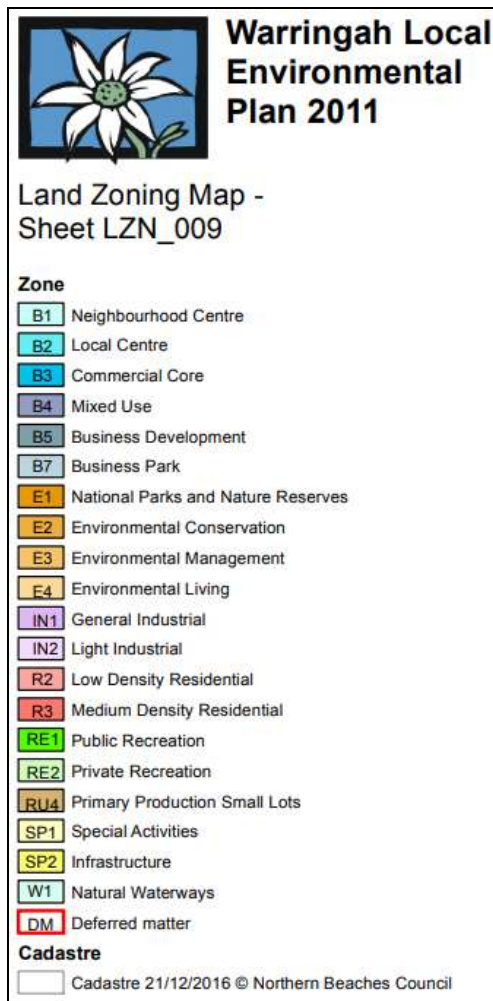 Warringah Local
Environmental
Plan 2011
Land Zoning Map -
Sheet LZN_009
Zone
B1 Neighbourhood Centre
B2 Local Centre
B3 Commercial Core
B4 Mixed Use
B5 Business Development
B7 Business Park
E1 National Parks and Nature Reserves
E2 Environmental Conservation
E3 Environmental Management
E4 Environmental Living
IN1 General Industrial
IN2 Light Industrial
R2 Low Density Residential
R3 Medium Density Residential
RE1 Public Recreation
RE2 Private Recreation
RU4 Primary Production Small Lots
SP1 Special Activities
SP2 Infrastructure
W1 Natural Waterways
DM Deferred matter
Cadastre
Cadastre 21/12/2016 © Northern Beaches Council